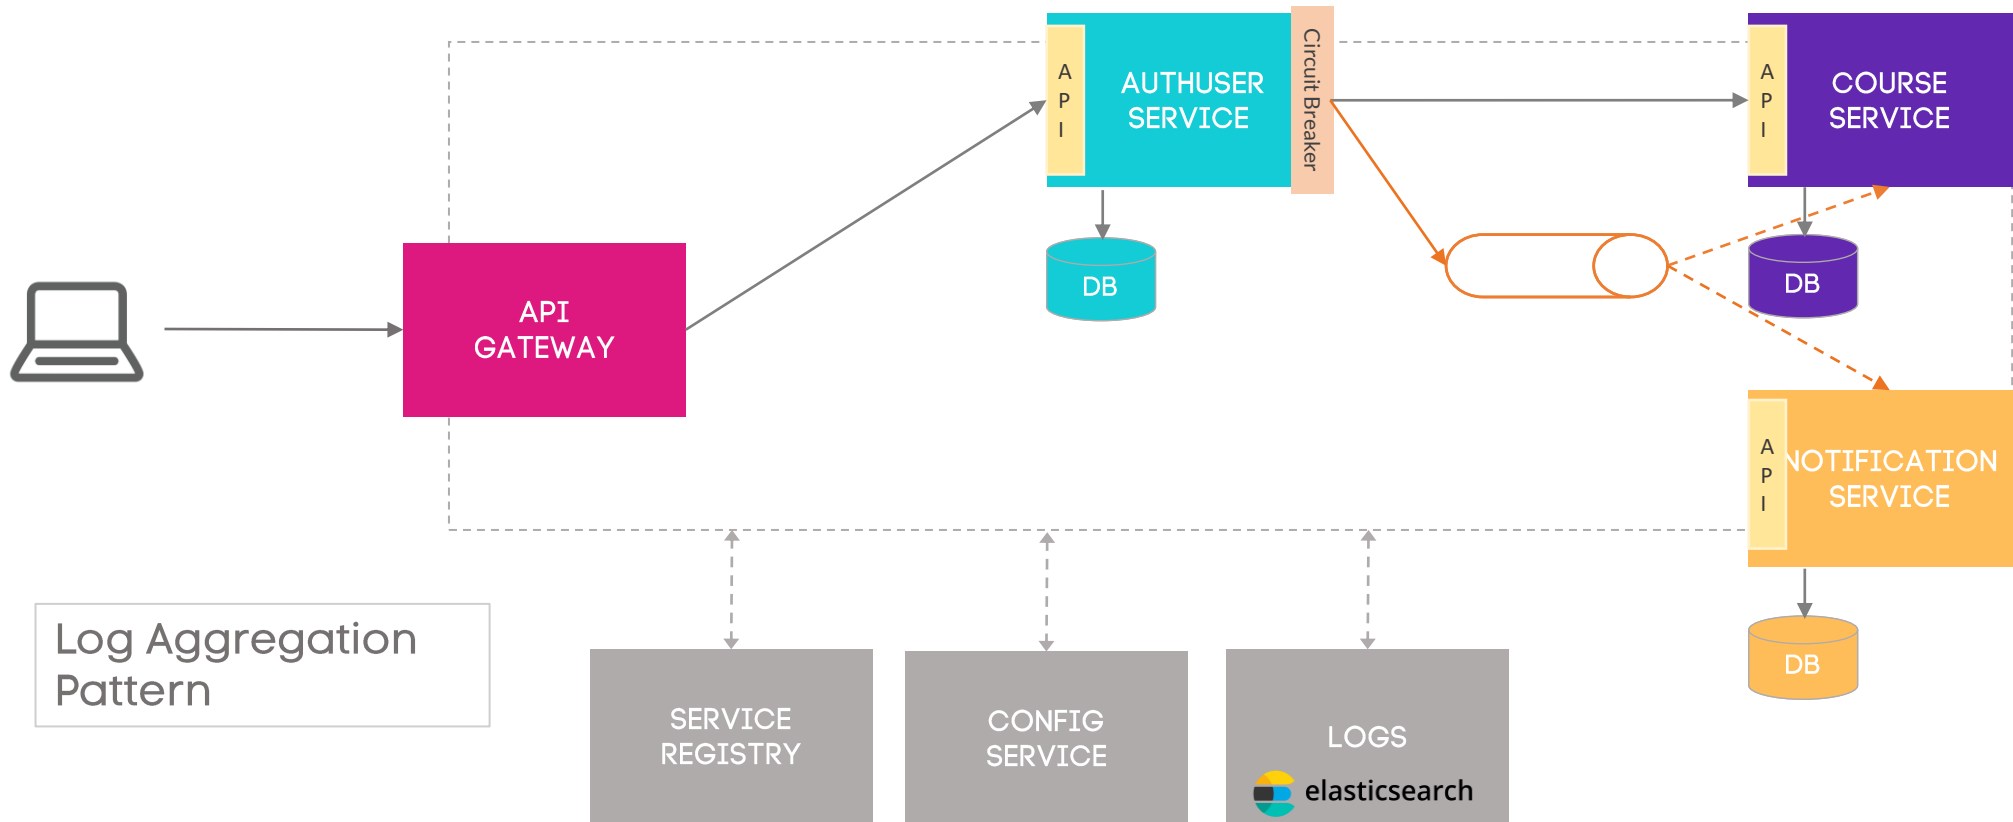 A
P
I
AUTHUSER
SERVICE
Circuit Breaker
A
P
I
COURSE
SERVICE
API
GATEWAY
DB
DB
A
P
I
NOTIFICATION
SERVICE
Log Aggregation
Pattern
DB
SERVICE
REGISTRY
CONFIG
SERVICE
LOGS
elasticsearch